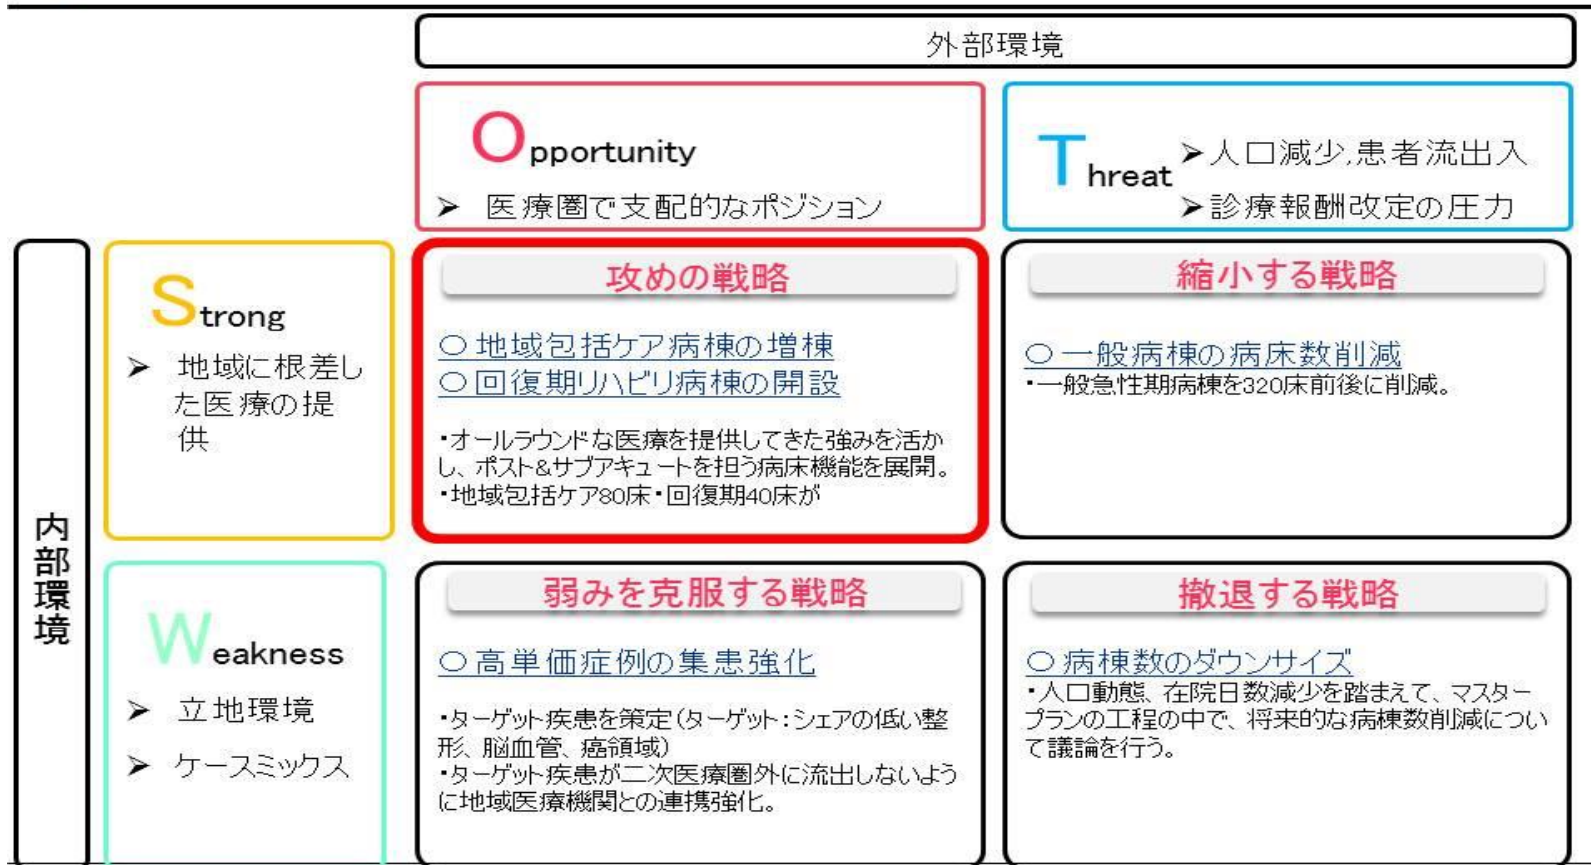 外部環境
Opportunity
➤ 医療圏で支配的なポジション
Threat
➤人口減少,患者流出入
➤診療報酬改定の圧力
内部環境
Strong
➤ 地域に根差し
た医療の提
供
攻めの戦略
○地域包括ケア病棟の増棟
○回復期リハビリ病棟の開設
・オールラウンドな医療を提供してきた強みを活か
し、ポスト&サブアキュートを担う病床機能を展開。
・地域包括ケア80床・回復期40床が
縮小する戦略
○一般病棟の病床数削減
・一般急性期病棟を320床前後に削減。
Weakness
➤ 立地環境
➤ ケースミックス
弱みを克服する戦略
○高単価症例の集患強化
・ターゲット疾患を策定(ターゲット:シェアの低い整
形、脳血管、癌領域)
・ターゲット疾患が二次医療圏外に流出しないよう
に地域医療機関との連携強化。
撤退する戦略
○病棟数のダウンサイズ
・人口動態、在院日数減少を踏まえて、マスター
プランの工程の中で、将来的な病棟数削減につい
て議論を行う。